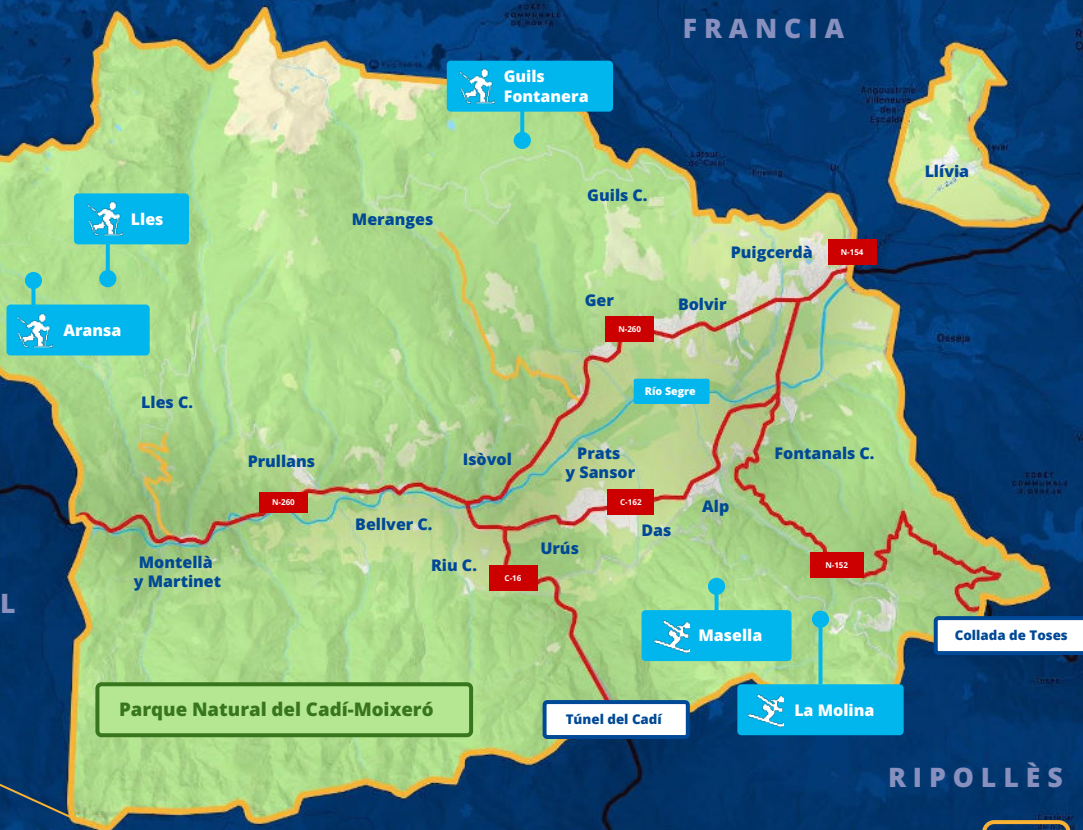 FRANCIA
Guils
Fontanera
Llívia
Lles
Guils C.
Meranges
Puigcerdà
N-154
Ger
Bolvir
Aransa
N-260
Osseja
Río Segre
Lles C.
Prullans
Isòvol
Prats
y Sansor
Fontanals C.
N-260
C-162
Bellver C.
Alp
Das
Urús
Montellà
y Martinet
Riu C.
C-16
N-152
L
Masella
Collada de Toses
Parque Natural del Cadí-Moixeró
Túnel del Cadí
La Molina
RIPOLLÈS